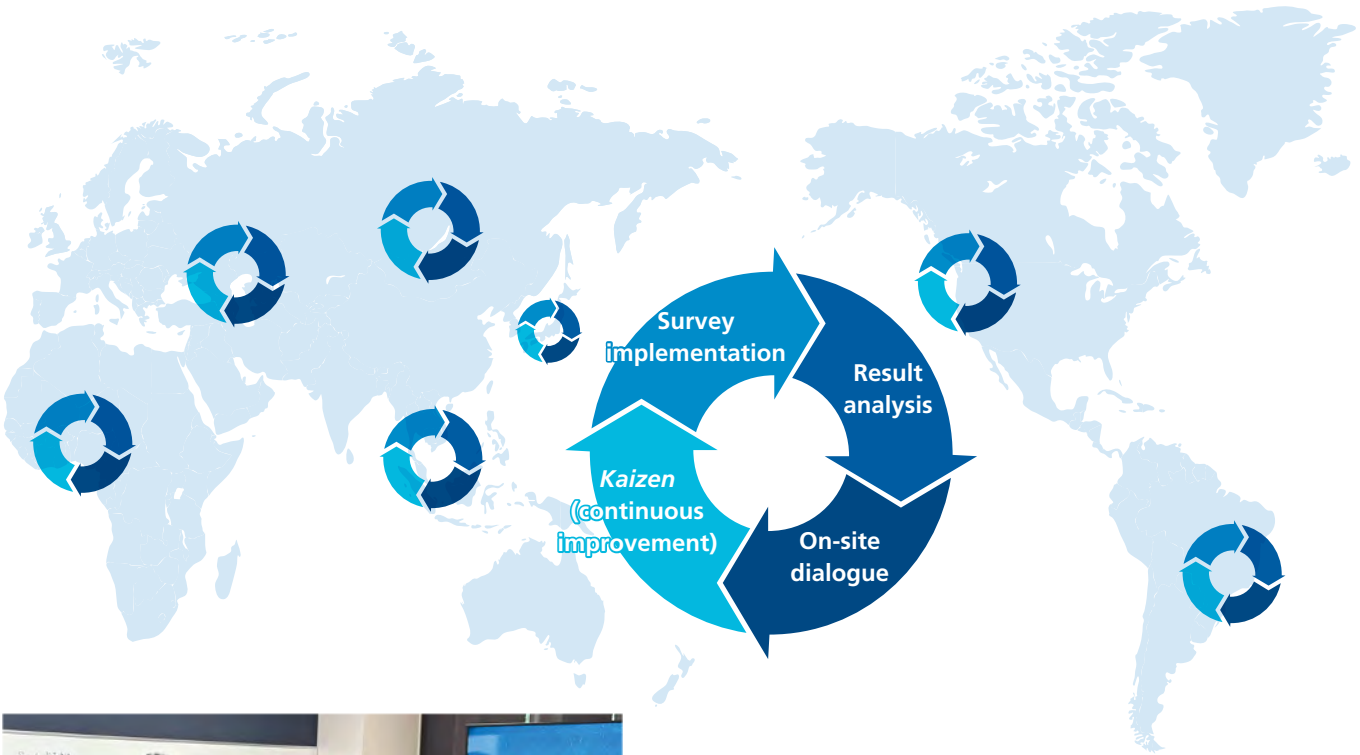 Survey
implementation
Result
analysis
Kaizen
(continuous
improvement)
On-site
dialogue